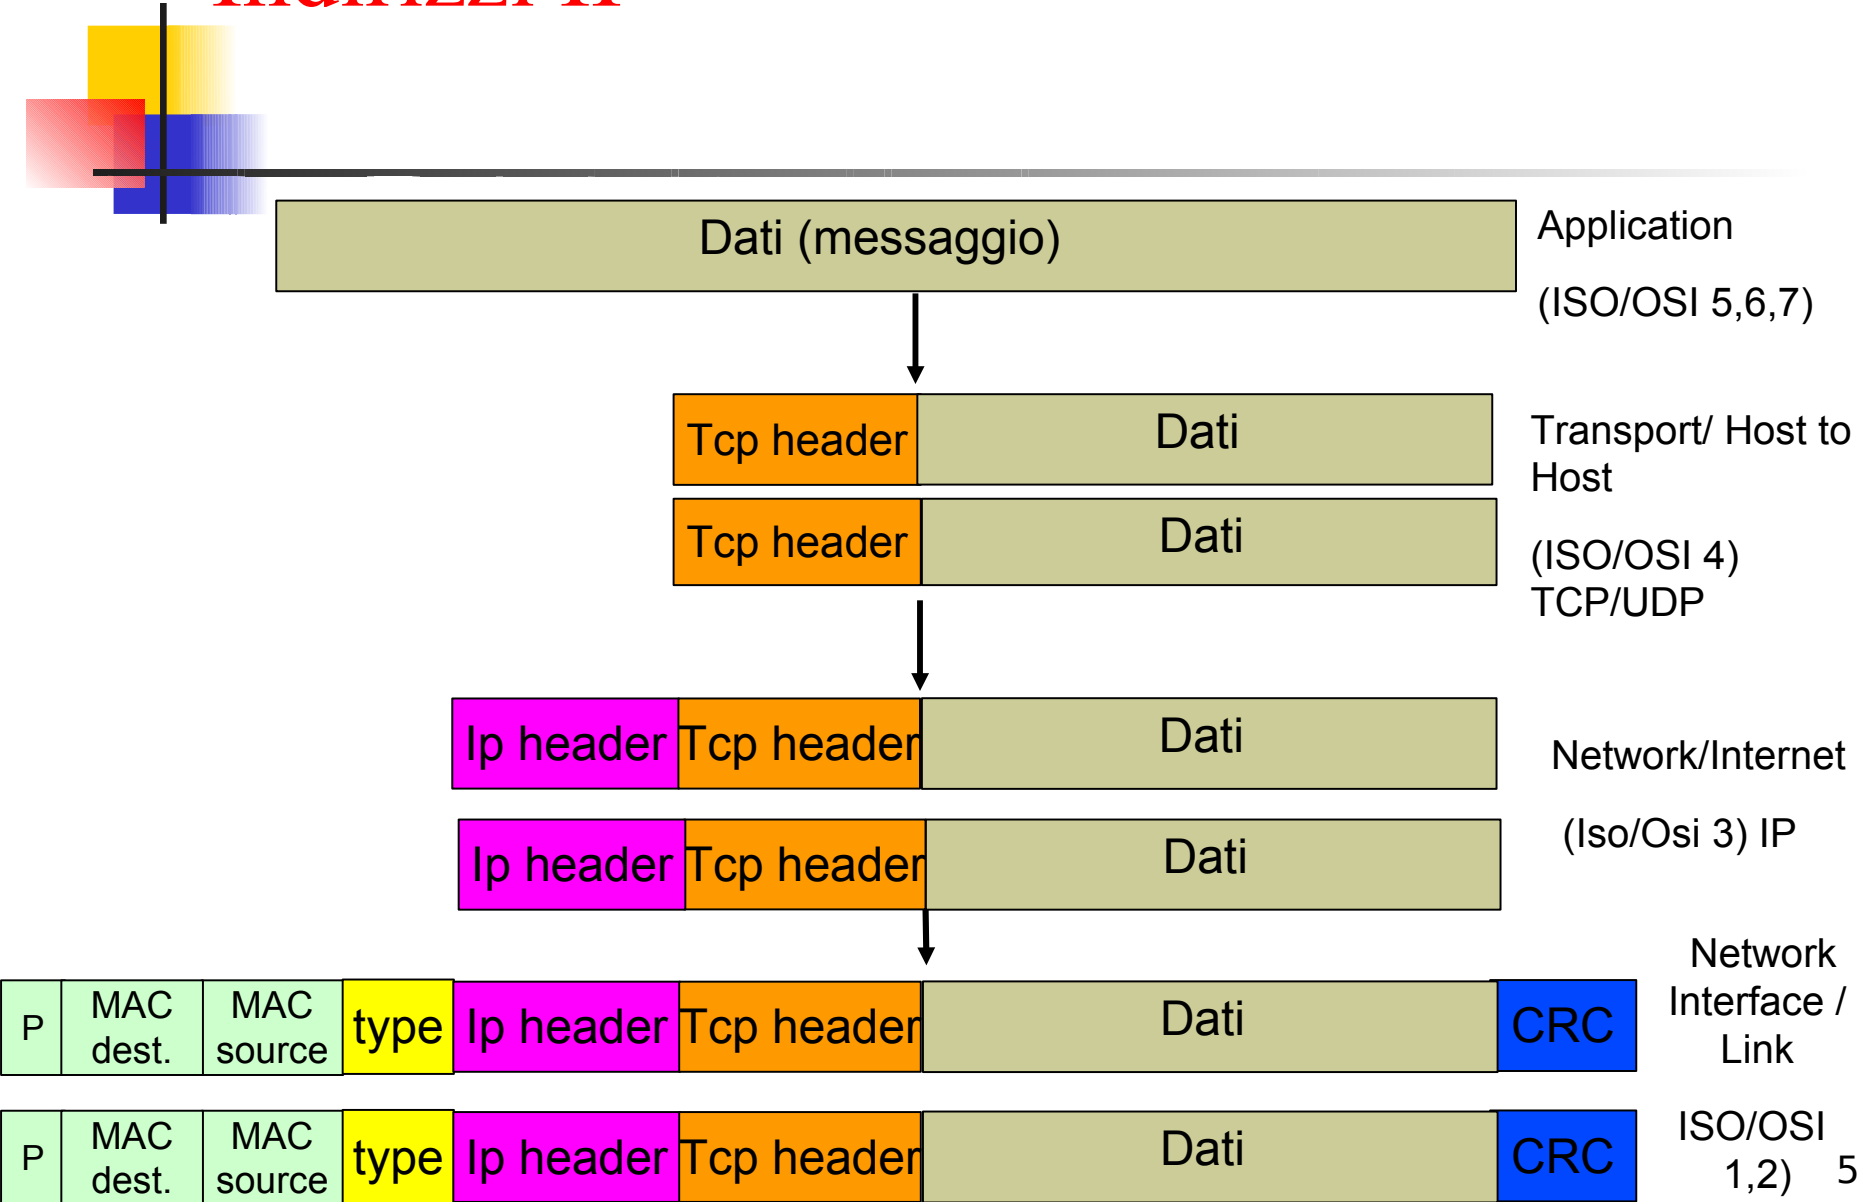 Indirizzi IP
Dati (messaggio)
Application
(ISO/OSI 5,6,7)
Tcp header
Dati
Tcp header
Dati
Transport/ Host to
Host
(ISO/OSI 4)
TCP/UDP
Ip header
Tcp header
Dati
Network/Internet
Ip header
Tcp header
Dati
(Iso/Osi 3) IP
P
MAC
dest.
MAC
source
type
Ip header
Tcp header
Dati
CRC
Network
Interface /
Link
P
MAC
dest.
MAC
source
type
Ip header
Tcp header
Dati
CRC
ISO/OSI
1,2)
5